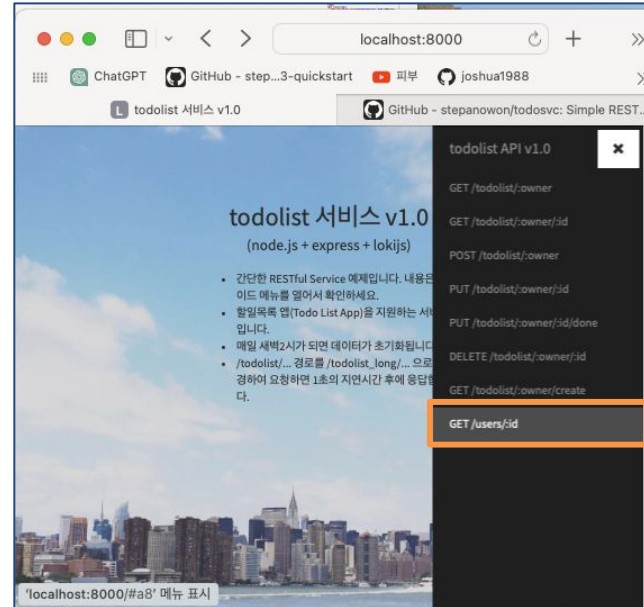 localhost:8000
ChatGPT
GitHub - step...3-quickstart
피부
joshua1988
L todolist 서비스 v1.0
GitHub - stepanowon/todosvc: Simple REST...
todolist 서비스 v1.0
(node.js + express + lokijs)
• 간단한 RESTful Service 예제입니다. 내용은
이드 메뉴를 열어서 확인하세요.
• 할일목록 앱(Todo List App)을 지원하는 서
입니다.
• 매일 새벽2시가 되면 데이터가 초기화됩니다
• /todolist/... 경로를 /todolist_long/... 으로
경하여 요청하면 1초의 지연시간 후에 응답합
다.
todolist API v1.0
GET /todolist/:owner
GET /todolist/:owner/:id
POST /todolist/:owner
PUT /todolist/:owner/:id
PUT /todolist/:owner/:id/done
DELETE /todolist/:owner/:id
GET /todolist/:owner/create
GET /users/:id
'localhost:8000/#a8' 메뉴 표시